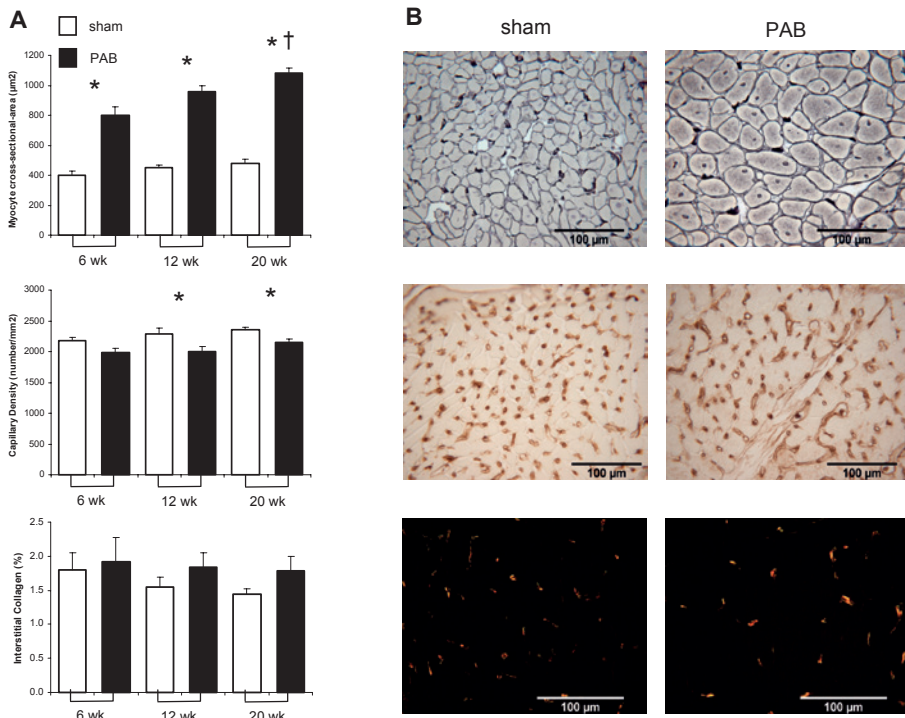 A
sham
PAB
Myocyte cross-sectional-area (µm2)
1200
1000
800
600
400
200
0
*
*
* †
6 wk
12 wk
20 wk
Capillary Density (number/mm2)
3000
2500
2000
1500
1000
500
0
*
*
6 wk
12 wk
20 wk
Interstitial Collagen (%)
2.5
2.0
1.5
1.0
0.5
0.0
6 wk
12 wk
20 wk
B
sham
PAB
100 µm
100 µm
100 µm
100 µm
100 µm
100 µm